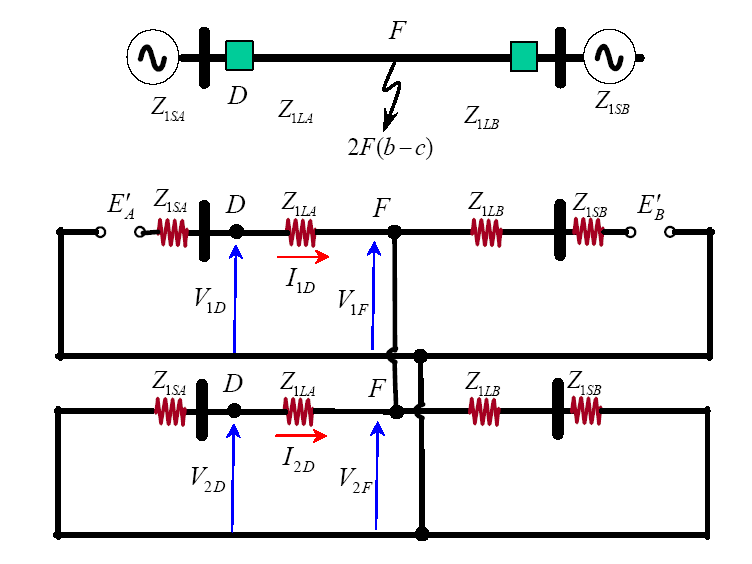 F
D
Z1SA Z1LA Z1LB Z1SB
2F(b−c)
E′A Z1SA D Z1LA F Z1LB Z1SB E′B
I1D
V1D V1F
Z1SA D Z1LA F Z1LB Z1SB
I2D
V2D V2F